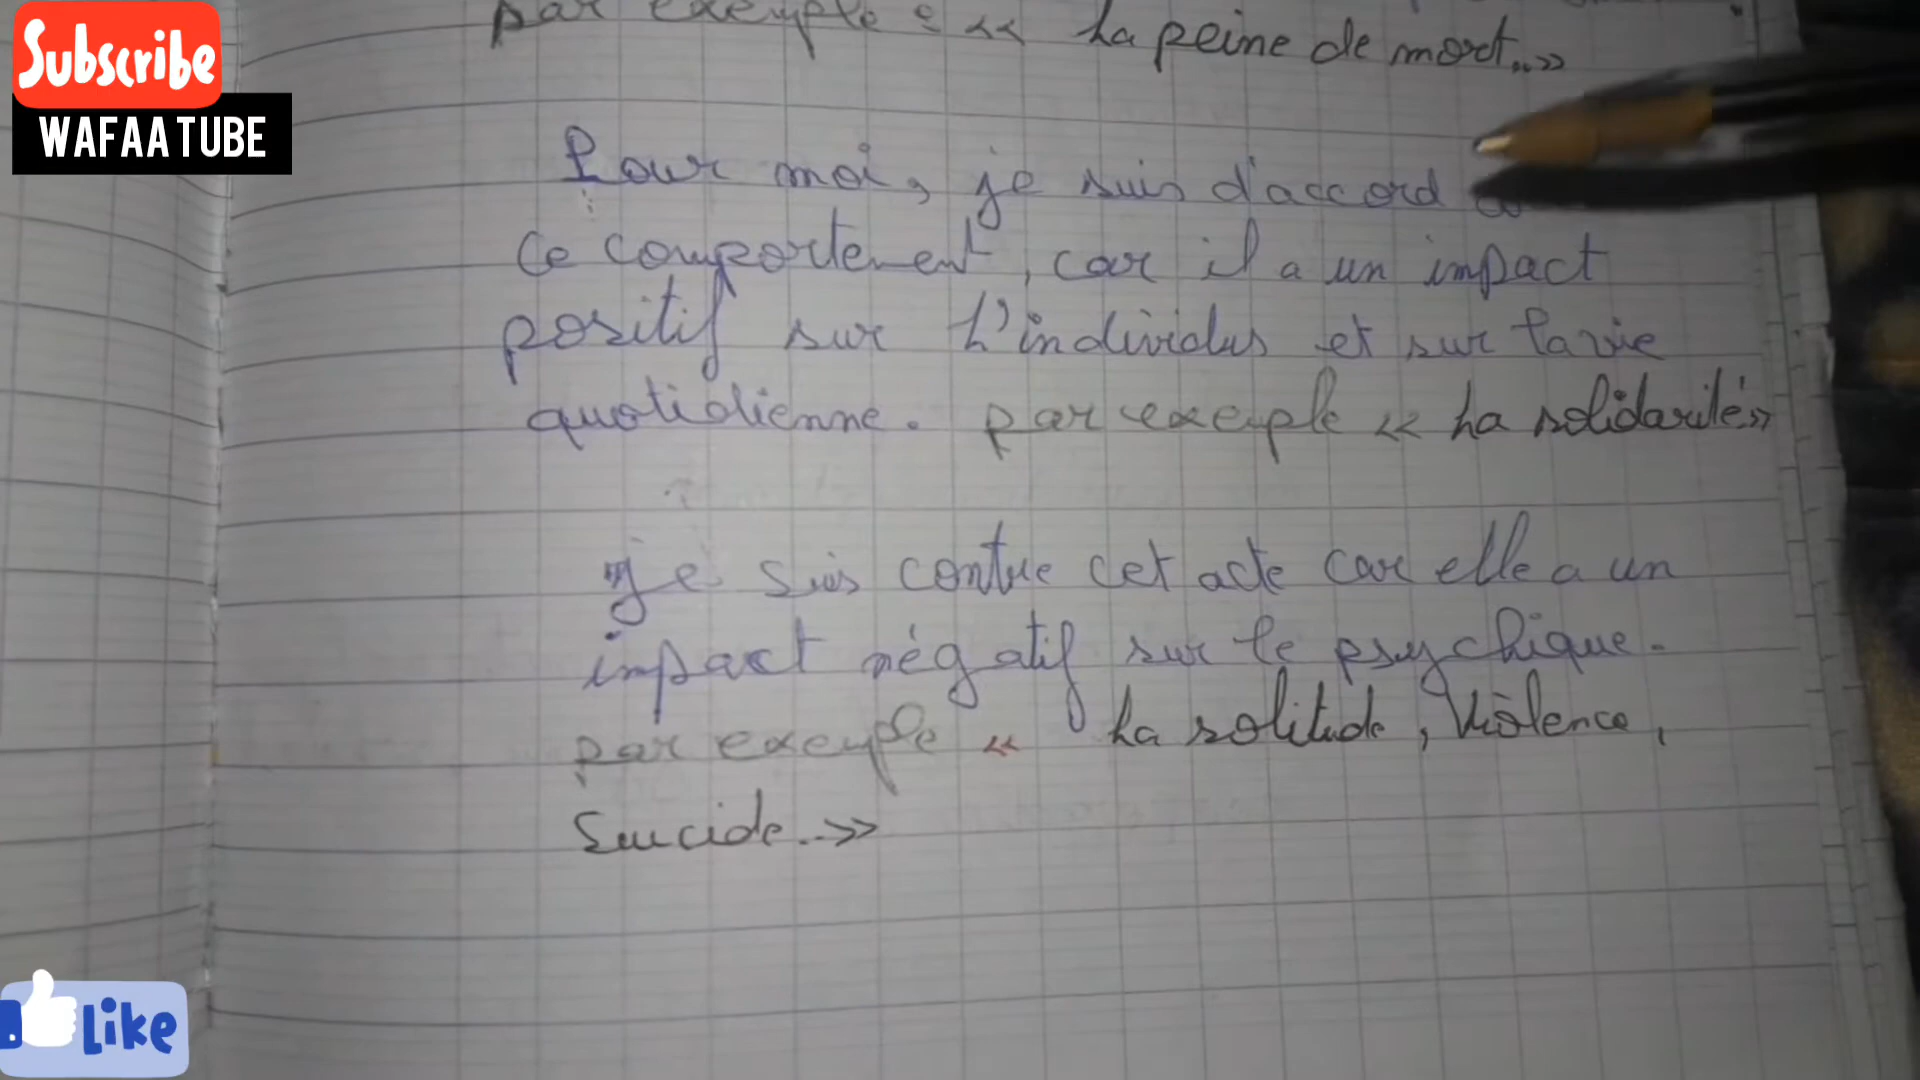 par exemple : << La peine de mort..>>
Subscribe
WAFAA TUBE
Pour moi, je suis d'accord
ce comportement, car il a un impact
positif sur L'individus et sur la vie
quotidienne. par exemple << La solidarité>>
je suis contre cet acte car elle a un
impact négatif sur le psychique.
par exemple << La solitude, Violence,
Suicide..>>
Like